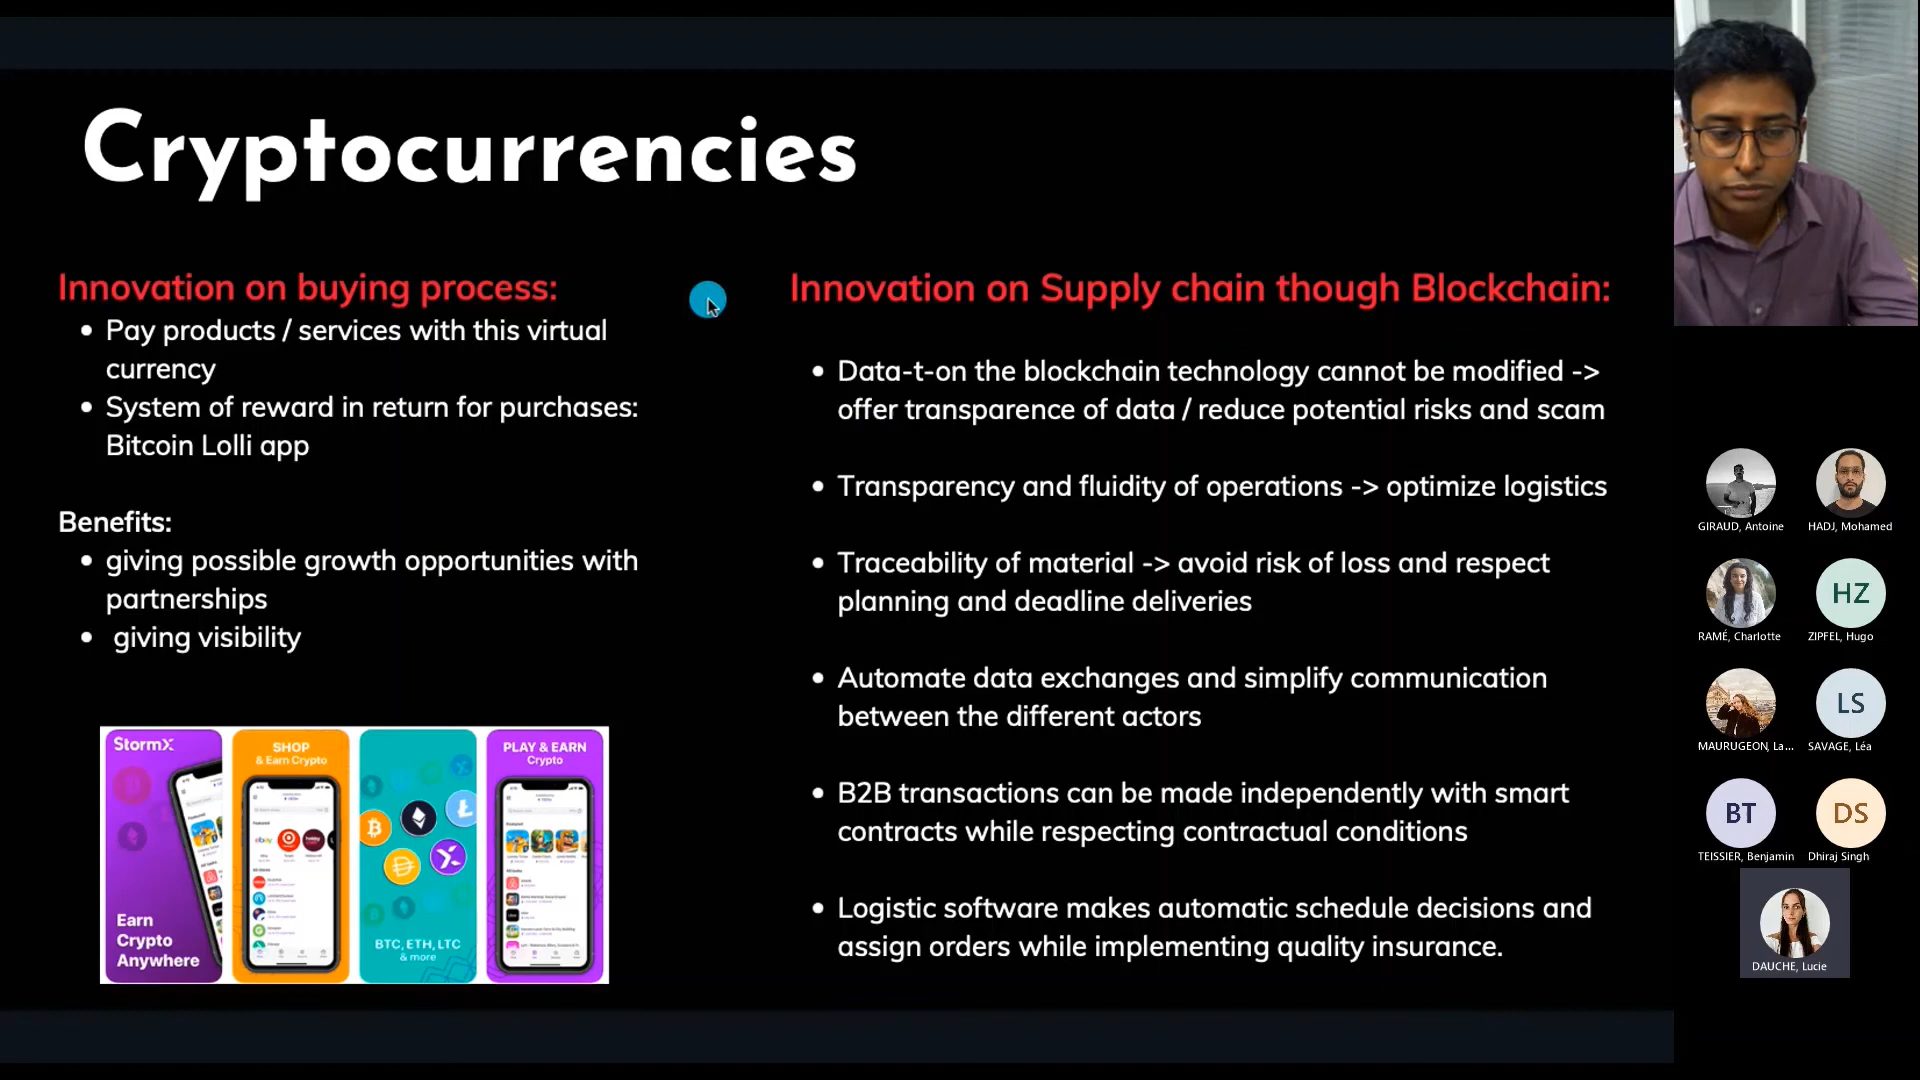 Cryptocurrencies
Innovation on buying process:
Pay products / services with this virtual
currency
System of reward in return for purchases:
Bitcoin Lolli app
Benefits:
giving possible growth opportunities with
partnerships
giving visibility
StormX
Earn
Crypto
Anywhere
SHOP
& Earn Crypto
ebay
BTC, ETH, LTC
& more
PLAY & EARN
Crypto
Innovation on Supply chain though Blockchain:
Data-t-on the blockchain technology cannot be modified ->
offer transparence of data / reduce potential risks and scam
Transparency and fluidity of operations -> optimize logistics
Traceability of material -> avoid risk of loss and respect
planning and deadline deliveries
Automate data exchanges and simplify communication
between the different actors
B2B transactions can be made independently with smart
contracts while respecting contractual conditions
Logistic software makes automatic schedule decisions and
assign orders while implementing quality insurance.
GIRAUD, Antoine
HADJ, Mohamed
HZ
RAMÉ, Charlotte
ZIPFEL, Hugo
LS
MAURUGEON, La...
SAVAGE, Léa
BT
DS
TEISSIER, Benjamin
Dhiraj Singh
DAUCHE, Lucie